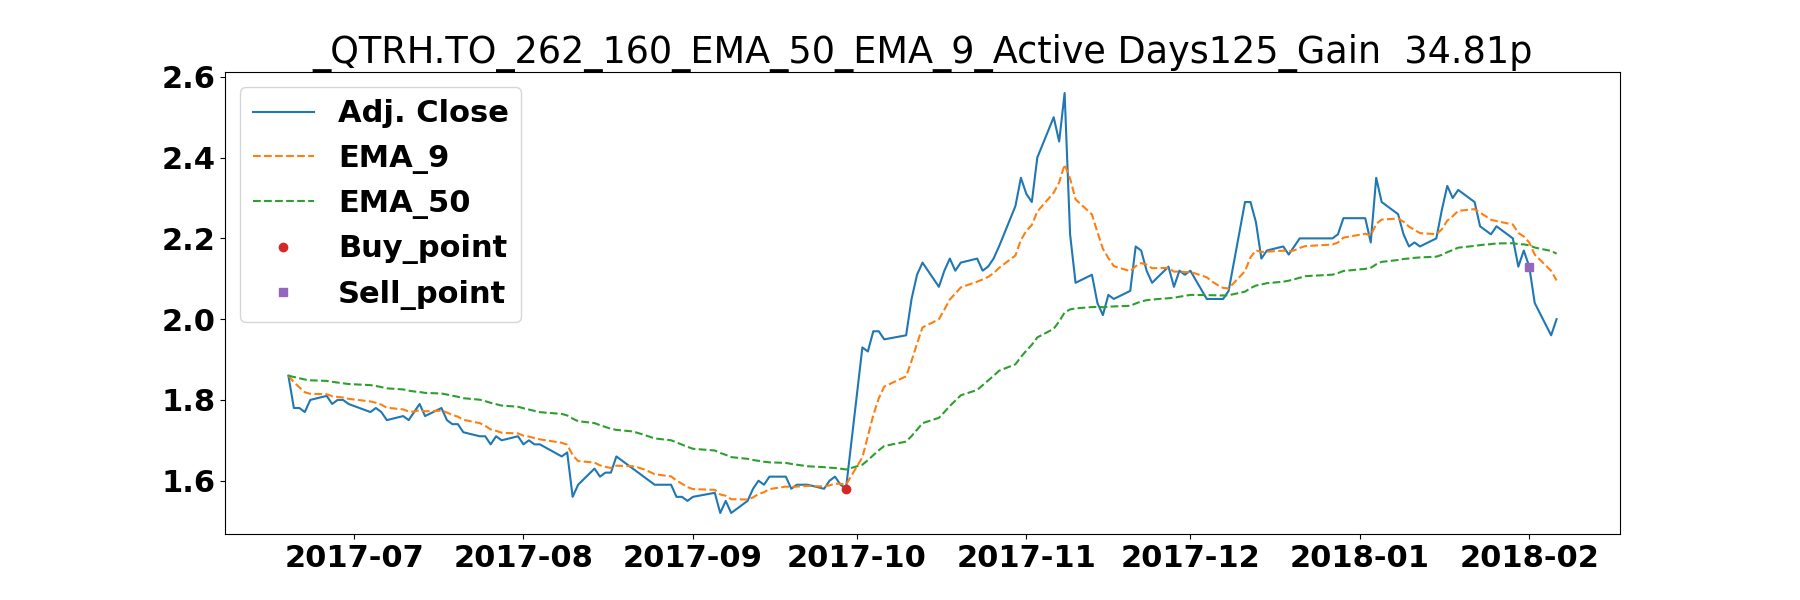 _QTRH.TO_262_160_EMA_50_EMA_9_Active Days125_Gain  34.81p
2.6
2.4
2.2
2.0
1.8
1.6
Adj. Close
EMA_9
EMA_50
Buy_point
Sell_point
2017-07 2017-08 2017-09 2017-10 2017-11 2017-12 2018-01 2018-02